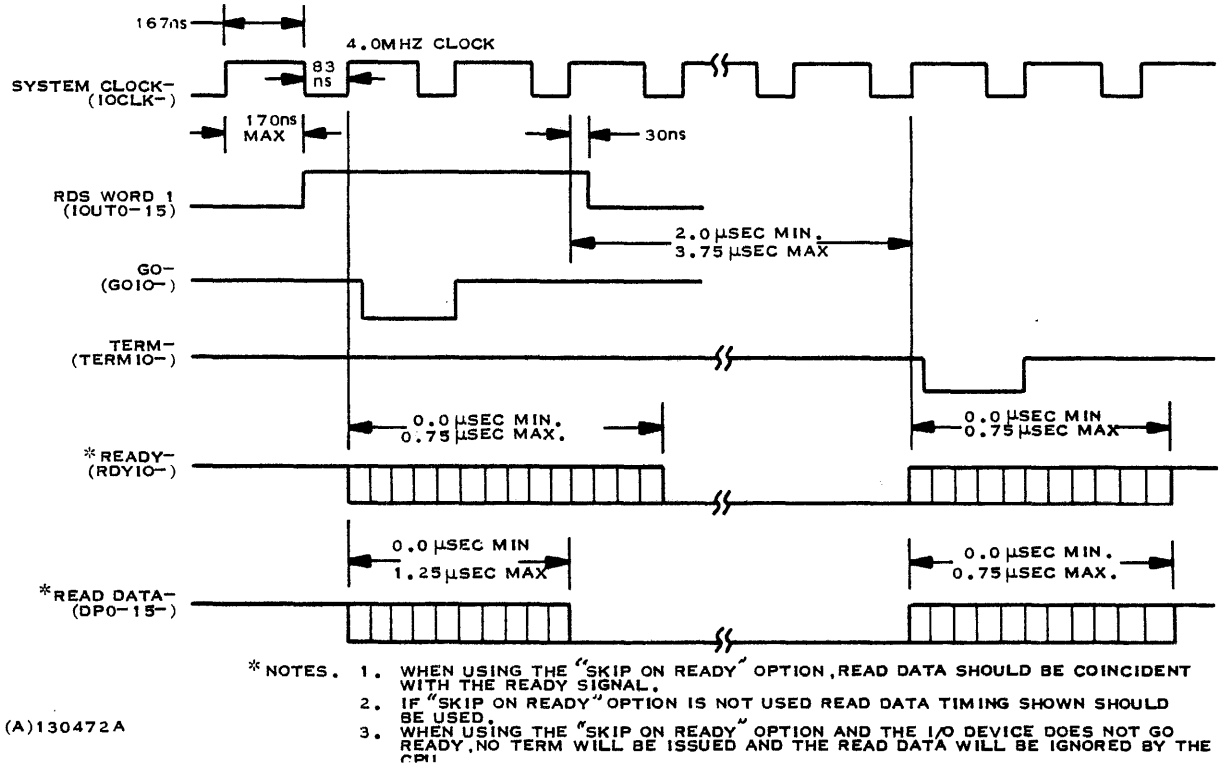 167ns
4.0MHZ CLOCK
83
ns
SYSTEM CLOCK-
(IOCLK-)
170ns
MAX
30ns
RDS WORD 1
(IOUT0-15)
2.0 µSEC MIN.
3.75 µSEC MAX
GO-
(GOIO-)
TERM-
(TERMIO-)
0.0 µSEC MIN.
0.75 µSEC MAX.
0.0 µSEC MIN
0.75 µSEC MAX
*READY-
(RDYIO-)
0.0 µSEC MIN
1.25 µSEC MAX
0.0 µSEC MIN.
0.75 µSEC MAX.
*READ DATA-
(DP0-15-)
*NOTES. 1. WHEN USING THE "SKIP ON READY" OPTION, READ DATA SHOULD BE COINCIDENT
WITH THE READY SIGNAL.
2. IF "SKIP ON READY" OPTION IS NOT USED READ DATA TIMING SHOWN SHOULD
BE USED.
3. WHEN USING THE "SKIP ON READY" OPTION AND THE I/O DEVICE DOES NOT GO
READY, NO TERM WILL BE ISSUED AND THE READ DATA WILL BE IGNORED BY THE
CPU
(A)130472A